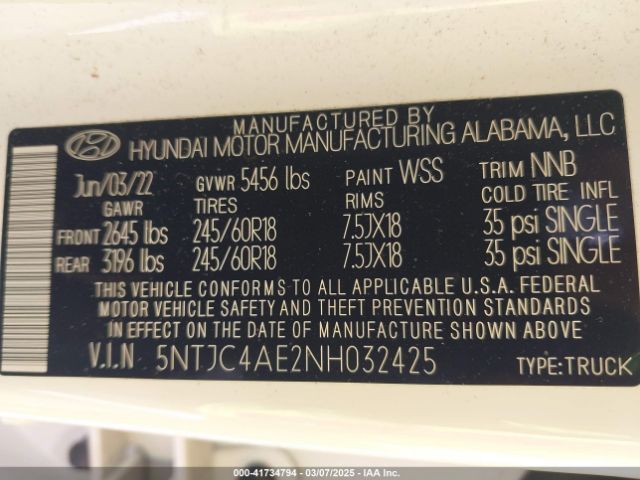 MANUFACTURED BY
HYUNDAI MOTOR MANUFACTURING ALABAMA, LLC
Jun/03/22 GVWR 5456 lbs PAINT WSS TRIM NNB
GAWR TIRES RIMS COLD TIRE INFL
FRONT 2645 lbs 245/60R18 7.5JX18 35 psi SINGLE
REAR 3196 lbs 245/60R18 7.5JX18 35 psi SINGLE
THIS VEHICLE CONFORMS TO ALL APPLICABLE U.S.A. FEDERAL
MOTOR VEHICLE SAFETY AND THEFT PREVENTION STANDARDS
IN EFFECT ON THE DATE OF MANUFACTURE SHOWN ABOVE.
V.I.N 5NTJC4AE2NH032425 TYPE:TRUCK
000-41734794 — 03/07/2025 — IAA Inc.